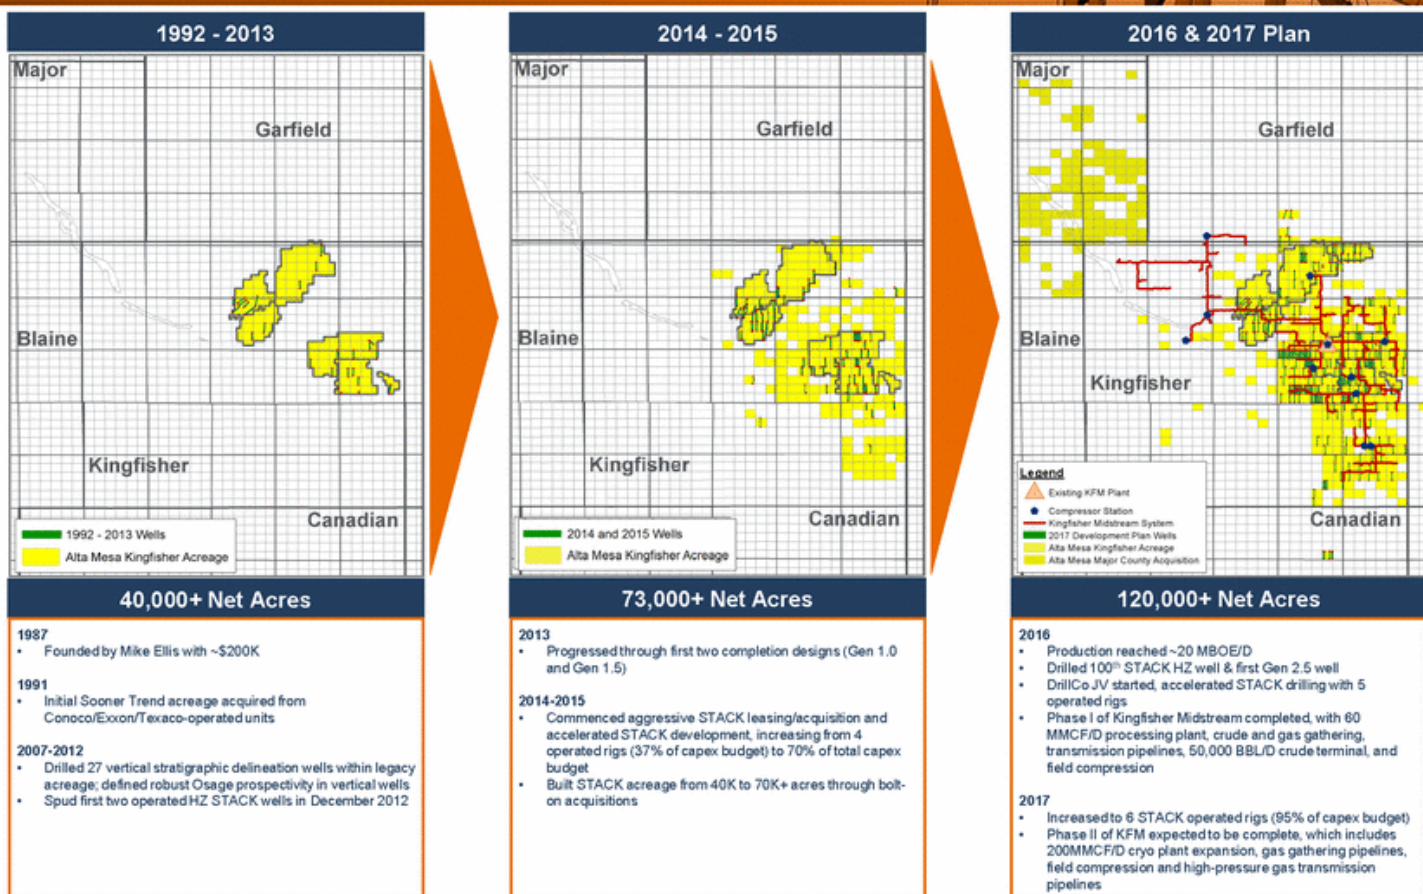 1992 - 2013
Major
Garfield
Blaine
Kingfisher
Canadian
1992 - 2013 Wells
Alta Mesa Kingfisher Acreage
40,000+ Net Acres
1987
• Founded by Mike Ellis with ~$200K
1991
• Initial Sooner Trend acreage acquired from
Conoco/Exxon/Texaco-operated units
2007-2012
• Drilled 27 vertical stratigraphic delineation wells within legacy
acreage; defined robust Osage prospectivity in vertical wells
• Spud first two operated HZ STACK wells in December 2012
2014 - 2015
Major
Garfield
Blaine
Kingfisher
Canadian
2014 and 2015 Wells
Alta Mesa Kingfisher Acreage
73,000+ Net Acres
2013
• Progressed through first two completion designs (Gen 1.0
and Gen 1.5)
2014-2015
• Commenced aggressive STACK leasing/acquisition and
accelerated STACK development, increasing from 4
operated rigs (37% of capex budget) to 70% of total capex
budget
• Built STACK acreage from 40K to 70K+ acres through bolt-
on acquisitions
2016 & 2017 Plan
Major
Garfield
Blaine
Kingfisher
Canadian
Legend
Existing KFM Plant
Compressor Station
Kingfisher Midstream System
2017 Development Plan Wells
Alta Mesa Kingfisher Acreage
Alta Mesa Major County Acquisition
120,000+ Net Acres
2016
• Production reached ~20 MBOE/D
• Drilled 100th STACK HZ well & first Gen 2.5 well
• DrillCo JV started, accelerated STACK drilling with 5
operated rigs
• Phase I of Kingfisher Midstream completed, with 60
MMCF/D processing plant, crude and gas gathering,
transmission pipelines, 50,000 BBL/D crude terminal, and
field compression
2017
• Increased to 6 STACK operated rigs (95% of capex budget)
• Phase II of KFM expected to be complete, which includes
200MMCF/D cryo plant expansion, gas gathering pipelines,
field compression and high-pressure gas transmission
pipelines